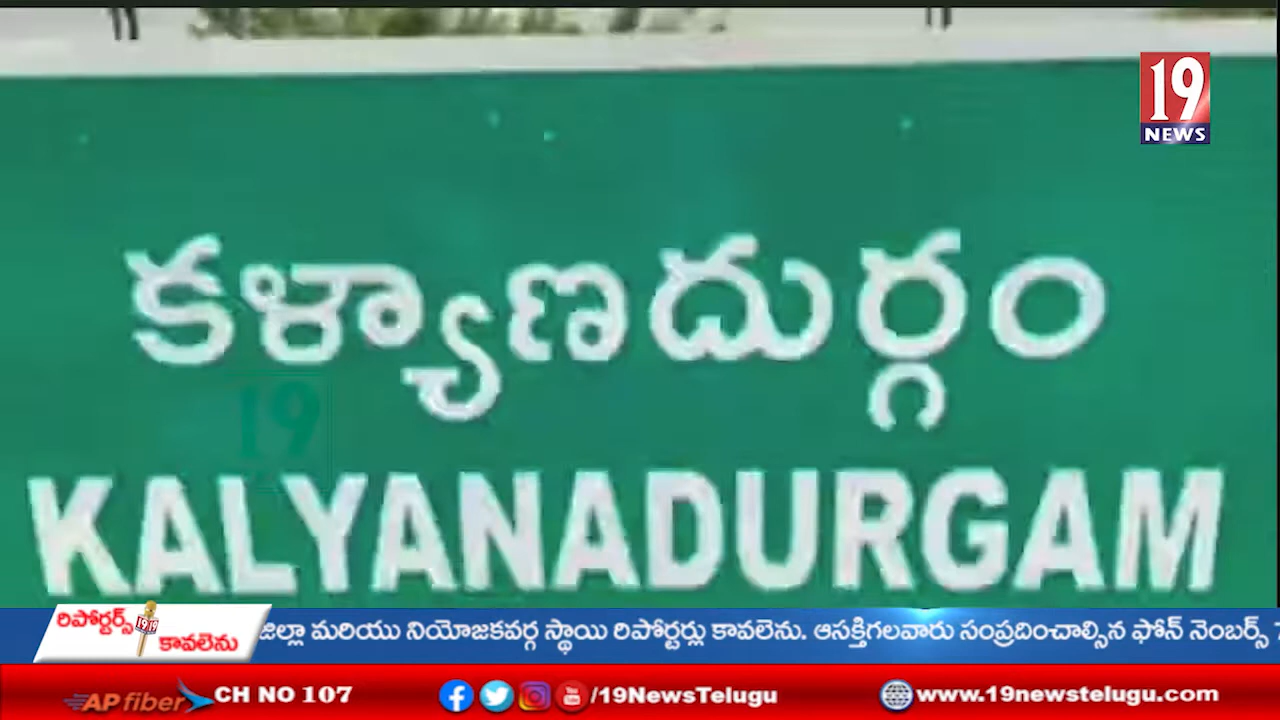 19
NEWS
కళ్యాణదుర్గం
19
KALYANADURGAM
రిపోర్టర్స్
కావలెను
జిల్లా మరియు నియోజకవర్గ స్థాయి రిపోర్టర్లు కావలెను. ఆసక్తిగలవారు సంప్రదించాల్సిన ఫోన్ నెంబర్స్
AP fiber CH NO 107
/19NewsTelugu
www.19newstelugu.com